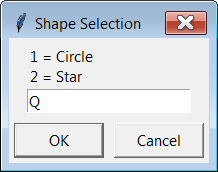 Shape Selection
1 = Circle
2 = Star
Q
OK
Cancel